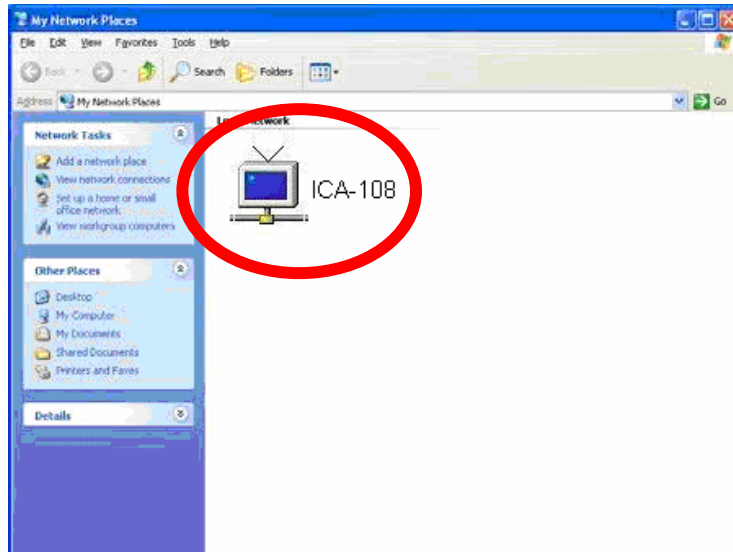 My Network Places
File Edit View Favorites Tools Help
Back Search Folders
Address My Network Places Go
Network Tasks
Add a network place
View network connections
Set up a home or small
office network
View workgroup computers
Network
ICA-108
Other Places
Desktop
My Computer
My Documents
Shared Documents
Printers and Faxes
Details